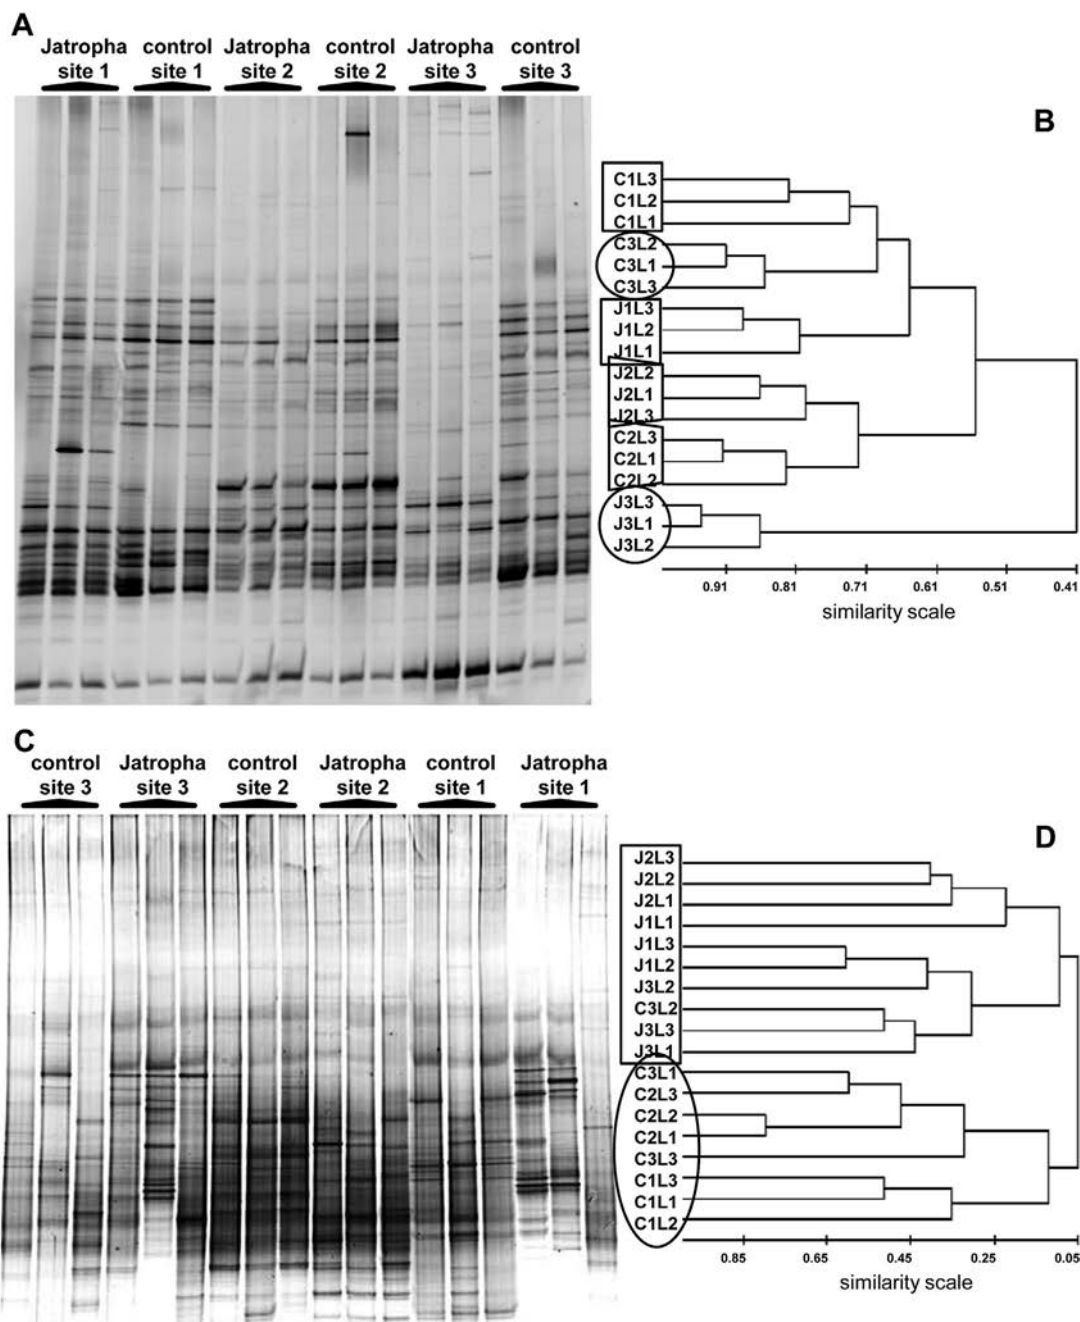 A
Jatropha control Jatropha control Jatropha control
site 1 site 1 site 2 site 2 site 3 site 3
B
C1L3
C1L2
C1L1
C3L2
C3L1
C3L3
J1L3
J1L2
J1L1
J2L2
J2L1
J2L3
C2L3
C2L1
C2L2
J3L3
J3L1
J3L2
0.91 0.81 0.71 0.61 0.51 0.41
similarity scale
C
control Jatropha control Jatropha control Jatropha
site 3 site 3 site 2 site 2 site 1 site 1
D
J2L3
J2L2
J2L1
J1L1
J1L3
J1L2
J3L2
C3L2
J3L3
J3L1
C3L1
C2L3
C2L2
C2L1
C3L3
C1L3
C1L1
C1L2
0.85 0.65 0.45 0.25 0.05
similarity scale